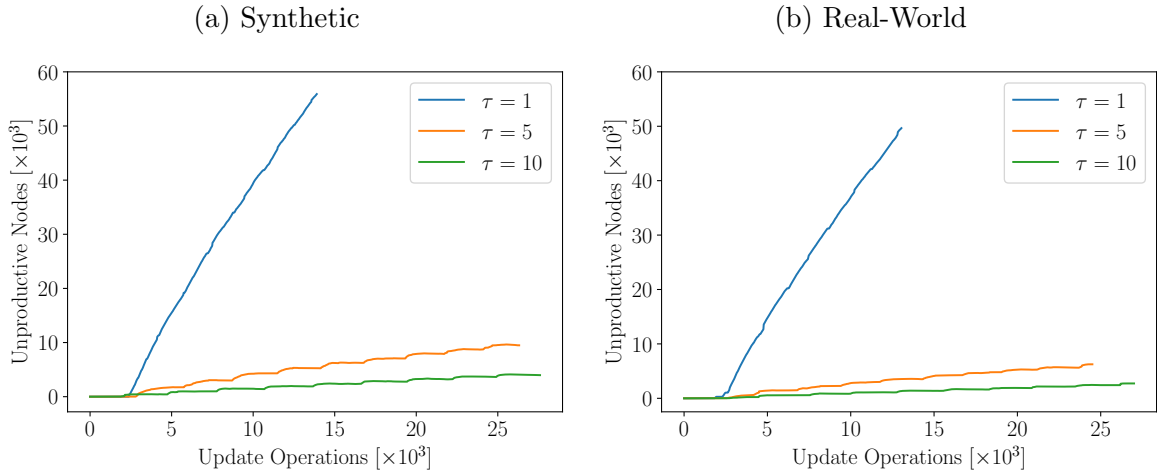 (a) Synthetic
60
50
40
30
20
10
0
Unproductive Nodes [×10³]
τ = 1
τ = 5
τ = 10
0 5 10 15 20 25
Update Operations [×10³]
(b) Real-World
60
50
40
30
20
10
0
Unproductive Nodes [×10³]
τ = 1
τ = 5
τ = 10
0 5 10 15 20 25
Update Operations [×10³]